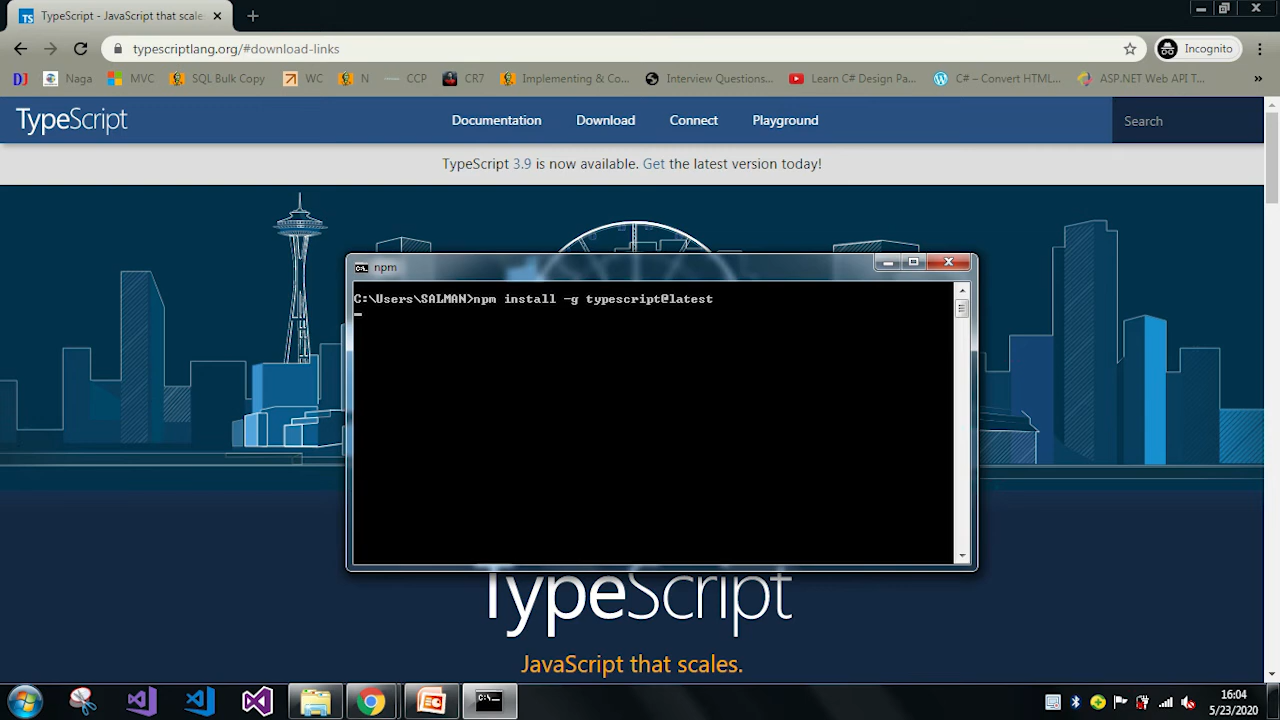 TS TypeScript - JavaScript that scale
typescriptlang.org/#download-links
Incognito
DJ Naga MVC SQL Bulk Copy WC N CCP CR7 Implementing & Co... Interview Questions... Learn C# Design Pa... C# – Convert HTML... ASP.NET Web API T... »
TypeScript Documentation Download Connect Playground Search
TypeScript 3.9 is now available. Get the latest version today!
npm
C:\Users\SALMAN>npm install -g typescript@latest
TypeScript
JavaScript that scales.
16:04
5/23/2020